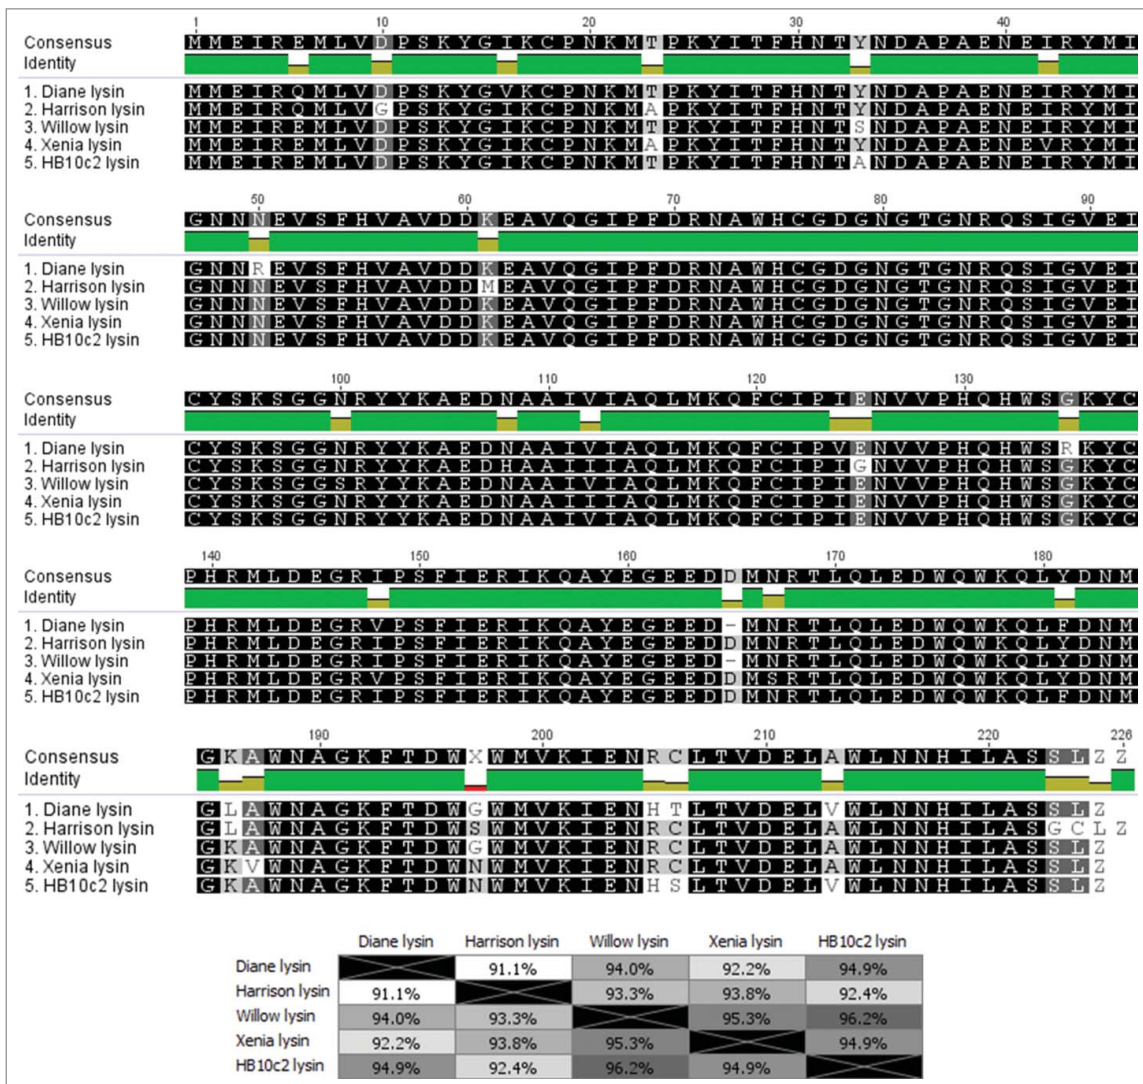 1 10 20 30 40
Consensus MMEIREMLVDPSKYGIKCPNKMTPKYITFHNTYNDAPAENEIRYMI
Identity
1. Diane lysin MMEIRQMLVDPSKYGVKCPNKMTPKYITFHNTYNDAPAENEIRYMI
2. Harrison lysin MMEIRQMLVGPSKYGIKCPNKMAPKYITFHNTYNDAPAENEIRYMI
3. Willow lysin MMEIREMLVDPSKYGIKCPNKMTPKYITFHNTSNDAPAENEIRYMI
4. Xenia lysin MMEIREMLVDPSKYGIKCPNKMAPKYITFHNTYNDAPAENEVRYMI
5. HB10c2 lysin MMEIREMLVDPSKYGIKCPNKMTPKYITFHNTANDAPAENEIRYMI
50 60 70 80 90
Consensus GNNNEVSFHVAVDDKEAVQGIPFDRNAWHCGDGNGTGNRQSIGVEI
Identity
1. Diane lysin GNNREVSFHVAVDDKEAVQGIPFDRNAWHCGDGNGTGNRQSIGVEI
2. Harrison lysin GNNNEVSFHVAVDDMEAVQGIPFDRNAWHCGDGNGTGNRQSIGVEI
3. Willow lysin GNNNEVSFHVAVDDKEAVQGIPFDRNAWHCGDGNGTGNRQSIGVEI
4. Xenia lysin GNNNEVSFHVAVDDKEAVQGIPFDRNAWHCGDGNGTGNRQSIGVEI
5. HB10c2 lysin GNNNEVSFHVAVDDKEAVQGIPFDRNAWHCGDGNGTGNRQSIGVEI
100 110 120 130
Consensus CYSKSGGNRYYKAEDNAAIVIAQLMKQFCIPIENVVPHQHWSGKYC
Identity
1. Diane lysin CYSKSGGNRYYKAEDNAAIVIAQLMKQFCIPVENVVPHQHWSRKYC
2. Harrison lysin CYSKSGGNRYYKAEDHAAIIIAQLMKQFCIPIGNVVPHQHWSGKYC
3. Willow lysin CYSKSGGSRYYKAEDNAAIVIAQLMKQFCIPIENVVPHQHWSGKYC
4. Xenia lysin CYSKSGGSRYYKAEDNAAIIIAQLMKQFCIPIENVVPHQHWSGKYC
5. HB10c2 lysin CYSKSGGNRYYKAEDNAAIVIAQLMKQFCIPIENVVPHQHWSGKYC
140 150 160 170 180
Consensus PHRMLDEGRIPSFIERIKQAYEGEEDDMNRTLQLEDWQWKQLYDNM
Identity
1. Diane lysin PHRMLDEGRVPSFIERIKQAYEGEED-MNRTLQLEDWQWKQLFDNM
2. Harrison lysin PHRMLDEGRIPSFIERIKQAYEGEEDDMNRTLQLEDWQWKQLYDNM
3. Willow lysin PHRMLDEGRIPSFIERIKQAYEGEED-MNRTLQLEDWQWKQLYDNM
4. Xenia lysin PHRMLDEGRVPSFIERIKQAYEGEEDDMSRTLQLEDWQWKQLYDNM
5. HB10c2 lysin PHRMLDEGRIPSFIERIKQAYEGEEDDMNRTLQLEDWQWKQLFDNM
190 200 210 220 226
Consensus GKAWNAGKFTDWXWMVKIENRCLTVDELAWLNNHILASSLZZ
Identity
1. Diane lysin GLAWNAGKFTDWGWMVKIENHTLTVDELVWLNNHILASSLZ
2. Harrison lysin GLAWNAGKFTDWSWMVKIENRCLTVDELAWLNNHILASGCLZ
3. Willow lysin GKAWNAGKFTDWGWMVKIENRCLTVDELAWLNNHILASSLZ
4. Xenia lysin GKVWNAGKFTDWNWMVKIENRCLTVDELAWLNNHILASSLZ
5. HB10c2 lysin GKAWNAGKFTDWNWMVKIENHSLTVDELVWLNNHILASSLZ
Diane lysin Harrison lysin Willow lysin Xenia lysin HB10c2 lysin
Diane lysin 91.1% 94.0% 92.2% 94.9%
Harrison lysin 91.1% 93.3% 93.8% 92.4%
Willow lysin 94.0% 93.3% 95.3% 96.2%
Xenia lysin 92.2% 93.8% 95.3% 94.9%
HB10c2 lysin 94.9% 92.4% 96.2% 94.9%